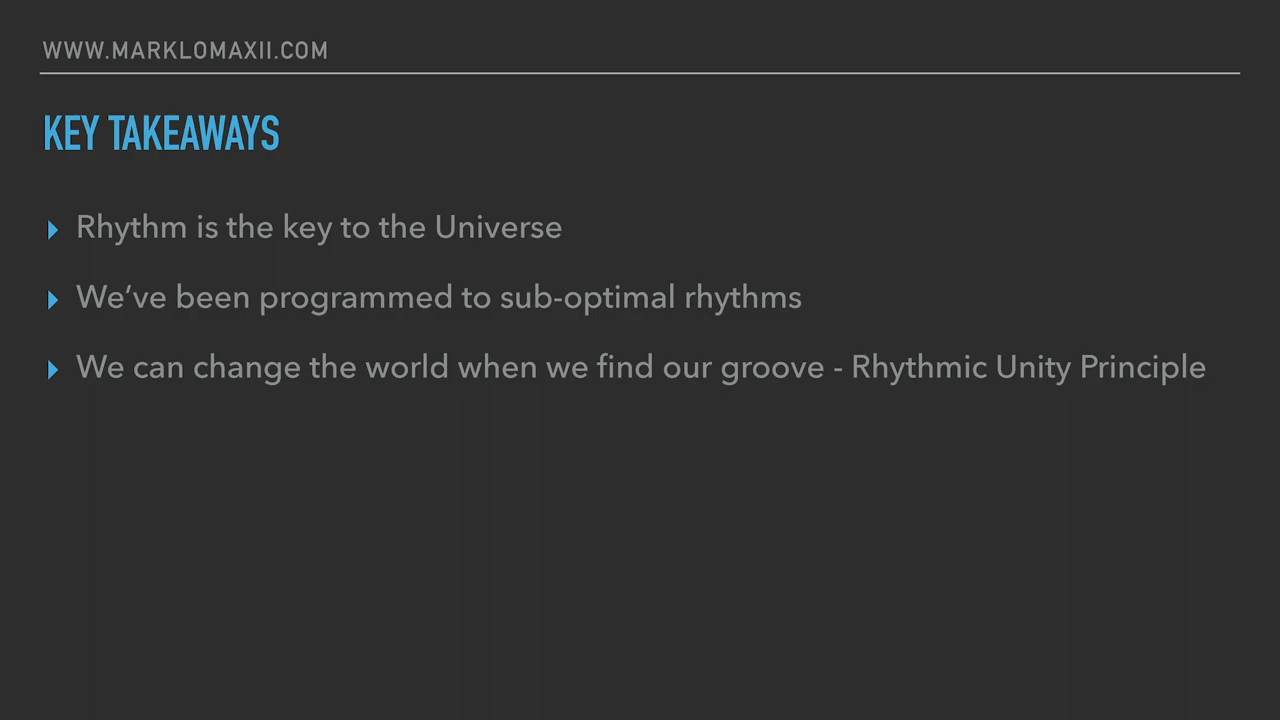 WWW.MARKLOMAXII.COM
KEY TAKEAWAYS
Rhythm is the key to the Universe
We’ve been programmed to sub-optimal rhythms
We can change the world when we find our groove - Rhythmic Unity Principle